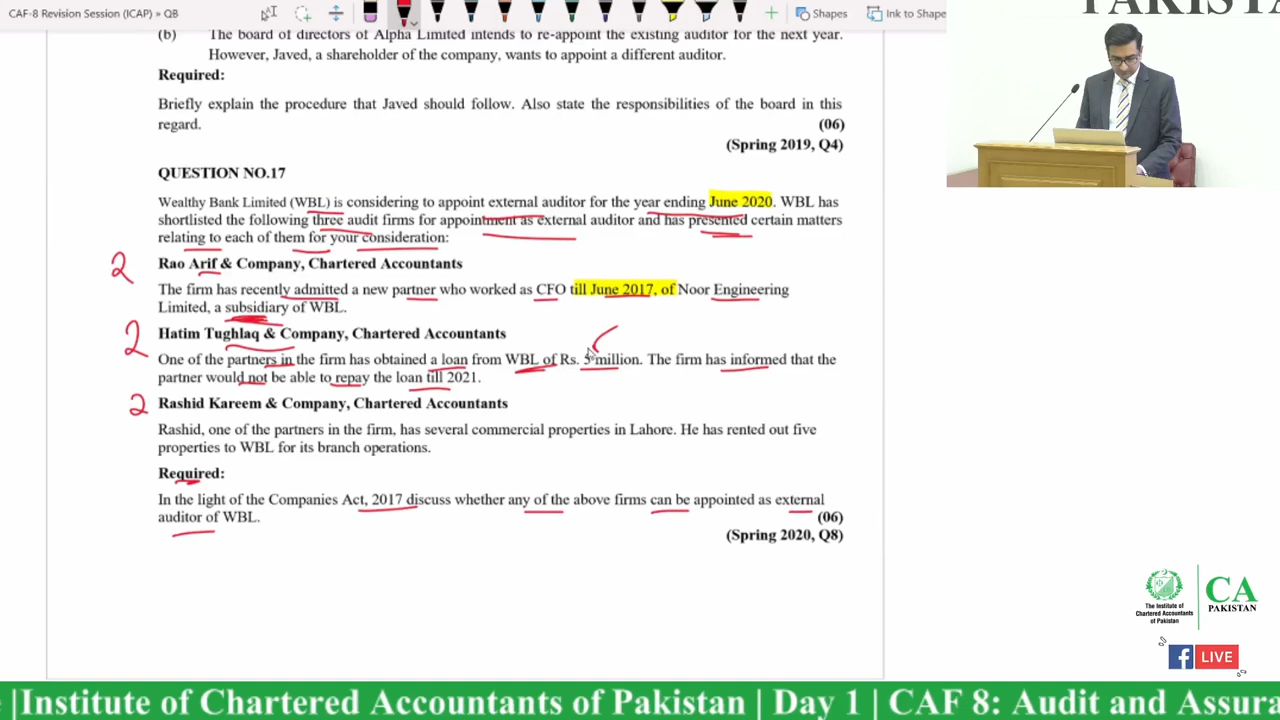 PAKISTA
CAF-8 Revision Session (ICAP) » QB
Shapes
Ink to Shape
(b) The board of directors of Alpha Limited intends to re-appoint the existing auditor for the next year.
However, Javed, a shareholder of the company, wants to appoint a different auditor.
Required:
Briefly explain the procedure that Javed should follow. Also state the responsibilities of the board in this
regard. (06)
(Spring 2019, Q4)
QUESTION NO.17
Wealthy Bank Limited (WBL) is considering to appoint external auditor for the year ending June 2020. WBL has
shortlisted the following three audit firms for appointment as external auditor and has presented certain matters
relating to each of them for your consideration:
2 Rao Arif & Company, Chartered Accountants
The firm has recently admitted a new partner who worked as CFO till June 2017, of Noor Engineering
Limited, a subsidiary of WBL.
2 Hatim Tughlaq & Company, Chartered Accountants
One of the partners in the firm has obtained a loan from WBL of Rs. 5 million. The firm has informed that the
partner would not be able to repay the loan till 2021.
2 Rashid Kareem & Company, Chartered Accountants
Rashid, one of the partners in the firm, has several commercial properties in Lahore. He has rented out five
properties to WBL for its branch operations.
Required:
In the light of the Companies Act, 2017 discuss whether any of the above firms can be appointed as external
auditor of WBL. (06)
(Spring 2020, Q8)
The Institute of
Chartered Accountants
of Pakistan
CA
PAKISTAN
f LIVE
e |Institute of Chartered Accountants of Pakistan | Day 1 | CAF 8: Audit and Assura